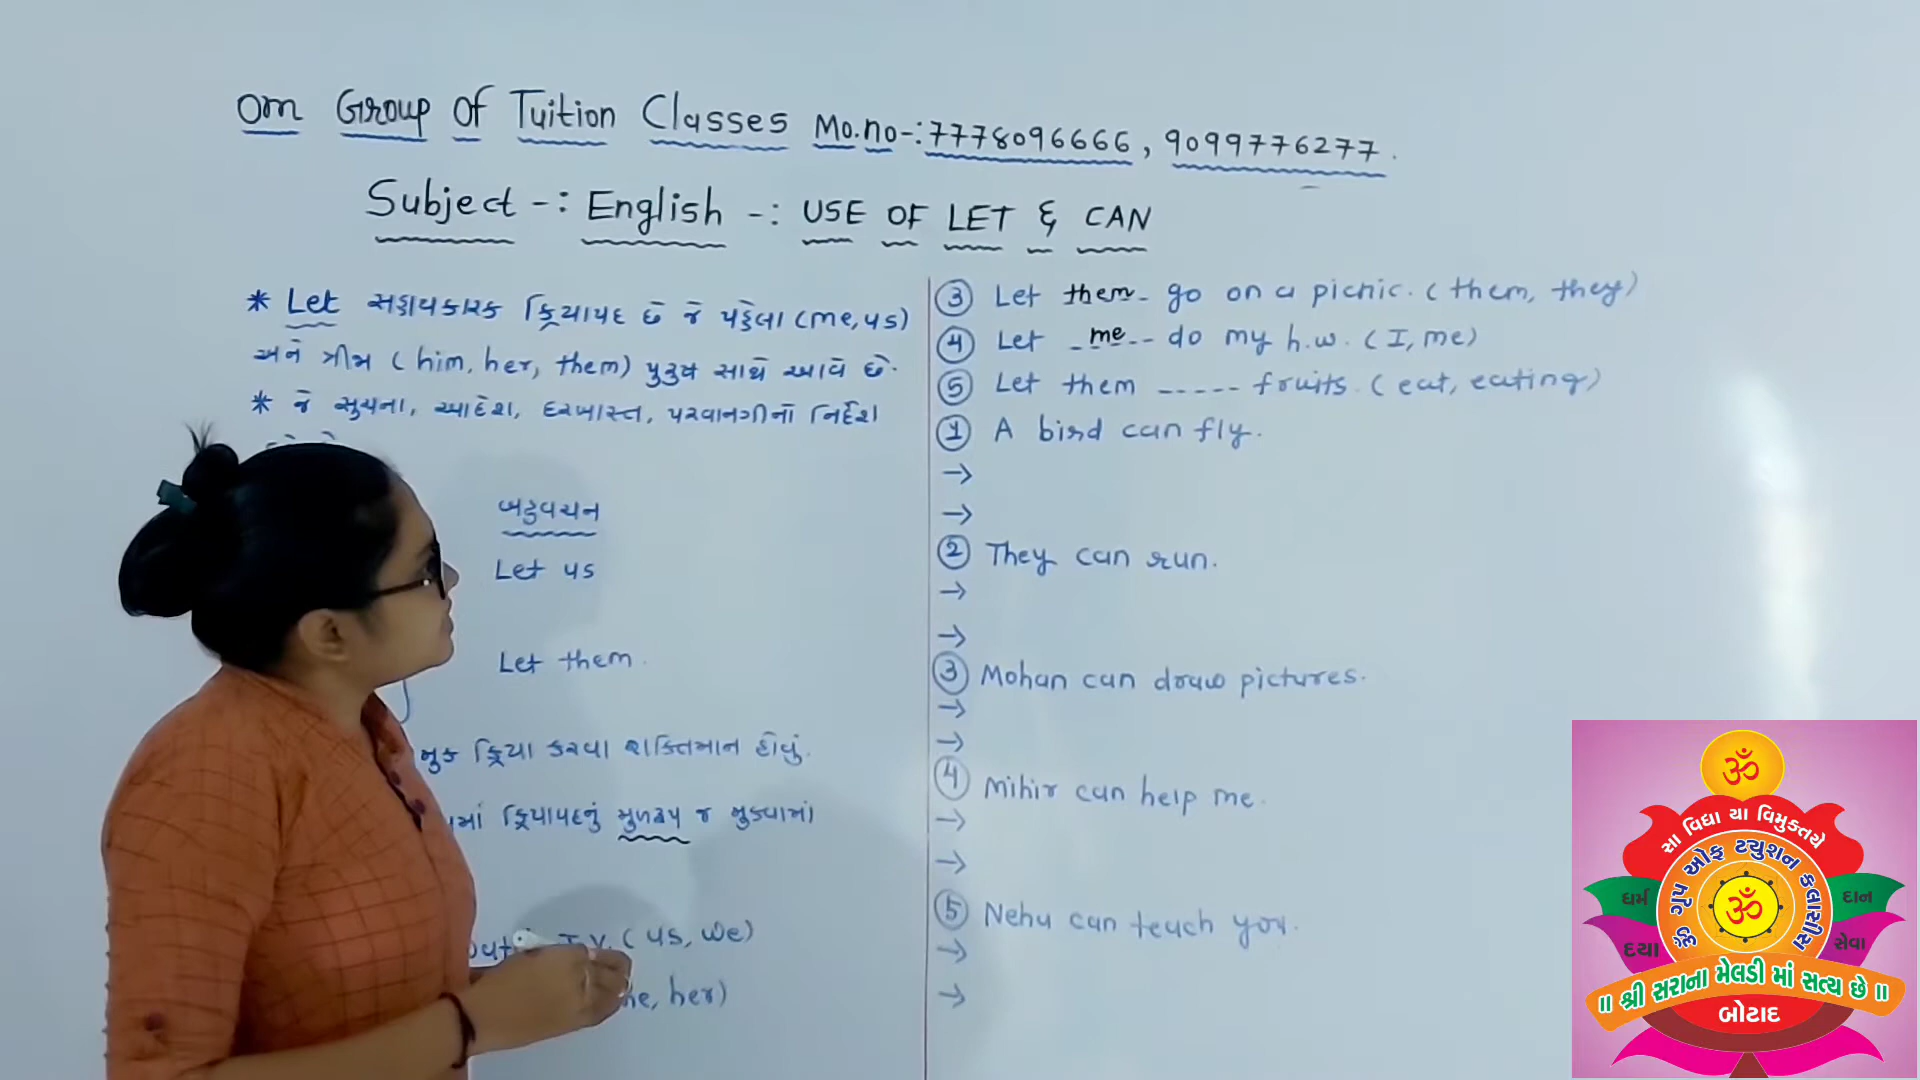 Om Group Of Tuition Classes Mo.no-:7778096666, 9099776277.
Subject -: English -: USE OF LET & CAN
* Let સહાયકારક ક્રિયાપદ છે જે પહેલા (me, us)
અને ત્રીજા (him, her, them) પુરુષ સાથે આવે છે.
* જે સુચના, આદેશ, દરખાસ્ત, પરવાનગીનો નિર્દેશ
બહુવચન
Let us
Let them.
ક્રિયા કરવા શક્તિમાન હોવું.
ક્રિયાપદનું મુળરૂપ જ મુકવામાં
T.V. (us, we)
her)
③ Let them go on a picnic. (them, they)
④ Let me do my h.w. (I, me)
⑤ Let them ----- fruits. (eat, eating)
① A bird can fly.
→
→
② They can run.
→
→
③ Mohan can draw pictures.
→
→
④ Mihir can help me.
→
→
⑤ Neha can teach you.
→
→
ૐ
સા વિદ્યા યા વિમુક્તયે
ૐ ગૃપ ઓફ ટ્યુશન કલાસીસ
ૐ
ધર્મ
દાન
દયા
સેવા
॥ શ્રી સરાના મેલડી માં સત્ય છે ॥
બોટાદ